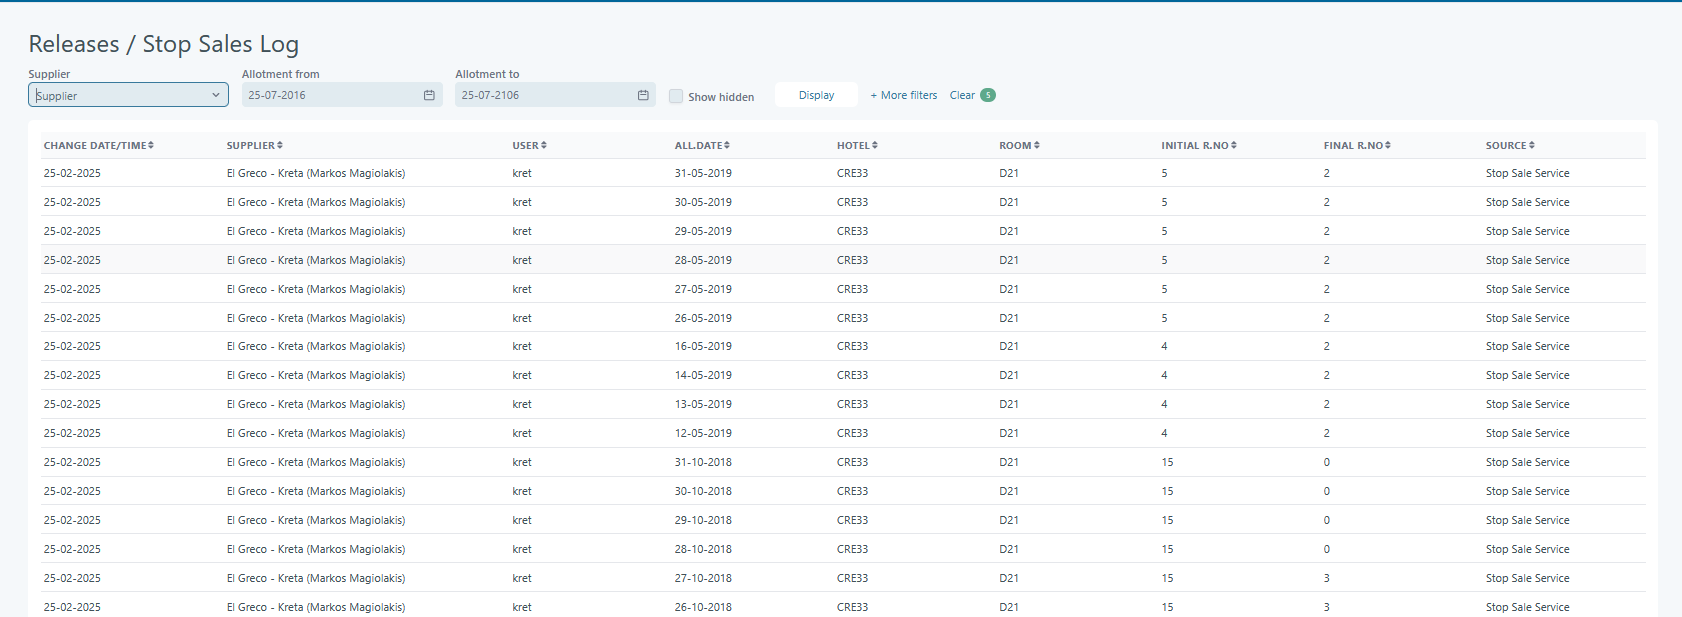 Releases / Stop Sales Log
Supplier Allotment from Allotment to
Supplier 25-07-2016 25-07-2106 Show hidden Display + More filters Clear 5
CHANGE DATE/TIME SUPPLIER USER ALL.DATE HOTEL ROOM INITIAL R.NO FINAL R.NO SOURCE
25-02-2025 El Greco - Kreta (Markos Magiolakis) kret 31-05-2019 CRE33 D21 5 2 Stop Sale Service
25-02-2025 El Greco - Kreta (Markos Magiolakis) kret 30-05-2019 CRE33 D21 5 2 Stop Sale Service
25-02-2025 El Greco - Kreta (Markos Magiolakis) kret 29-05-2019 CRE33 D21 5 2 Stop Sale Service
25-02-2025 El Greco - Kreta (Markos Magiolakis) kret 28-05-2019 CRE33 D21 5 2 Stop Sale Service
25-02-2025 El Greco - Kreta (Markos Magiolakis) kret 27-05-2019 CRE33 D21 5 2 Stop Sale Service
25-02-2025 El Greco - Kreta (Markos Magiolakis) kret 26-05-2019 CRE33 D21 5 2 Stop Sale Service
25-02-2025 El Greco - Kreta (Markos Magiolakis) kret 16-05-2019 CRE33 D21 4 2 Stop Sale Service
25-02-2025 El Greco - Kreta (Markos Magiolakis) kret 14-05-2019 CRE33 D21 4 2 Stop Sale Service
25-02-2025 El Greco - Kreta (Markos Magiolakis) kret 13-05-2019 CRE33 D21 4 2 Stop Sale Service
25-02-2025 El Greco - Kreta (Markos Magiolakis) kret 12-05-2019 CRE33 D21 4 2 Stop Sale Service
25-02-2025 El Greco - Kreta (Markos Magiolakis) kret 31-10-2018 CRE33 D21 15 0 Stop Sale Service
25-02-2025 El Greco - Kreta (Markos Magiolakis) kret 30-10-2018 CRE33 D21 15 0 Stop Sale Service
25-02-2025 El Greco - Kreta (Markos Magiolakis) kret 29-10-2018 CRE33 D21 15 0 Stop Sale Service
25-02-2025 El Greco - Kreta (Markos Magiolakis) kret 28-10-2018 CRE33 D21 15 0 Stop Sale Service
25-02-2025 El Greco - Kreta (Markos Magiolakis) kret 27-10-2018 CRE33 D21 15 3 Stop Sale Service
25-02-2025 El Greco - Kreta (Markos Magiolakis) kret 26-10-2018 CRE33 D21 15 3 Stop Sale Service